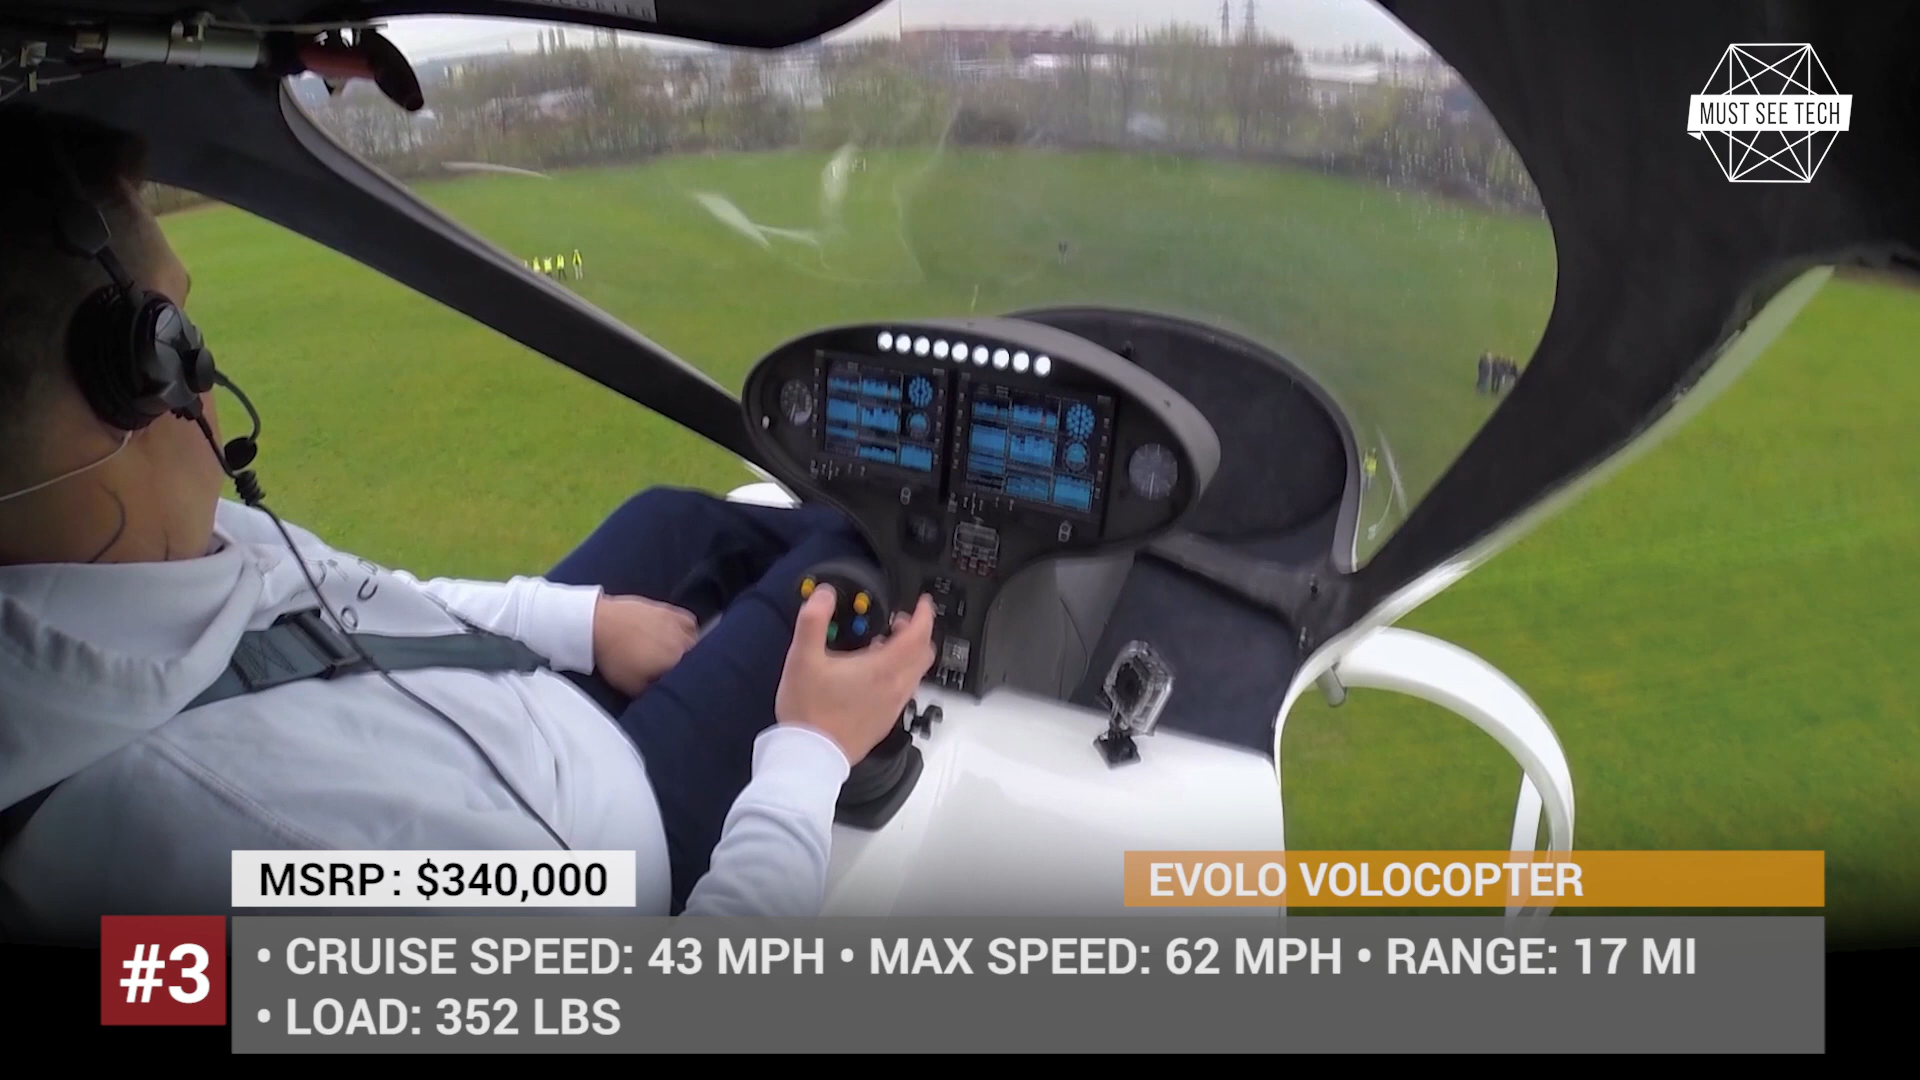 MUST SEE TECH
MSRP: $340,000
EVOLO VOLOCOPTER
#3
• CRUISE SPEED: 43 MPH • MAX SPEED: 62 MPH • RANGE: 17 MI
• LOAD: 352 LBS